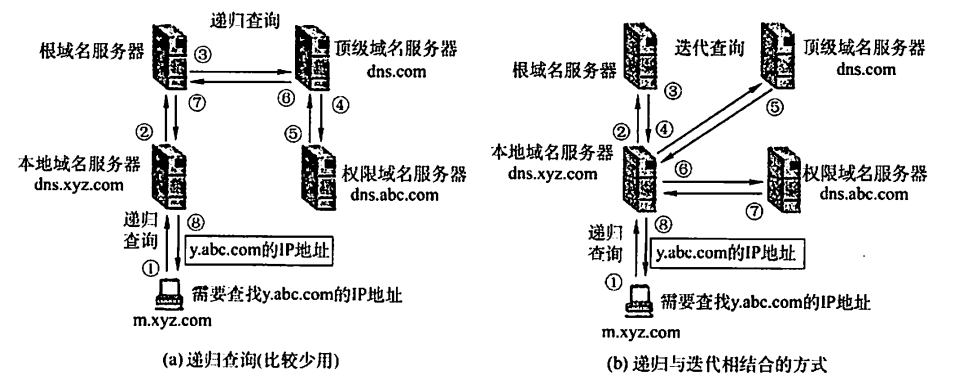 递归查询
根域名服务器
③
顶级域名服务器
dns.com
⑦
⑥
④
②
⑤
本地域名服务器
dns.xyz.com
权限域名服务器
dns.abc.com
递归
查询
⑧
y.abc.com的IP地址
①
需要查找y.abc.com的IP地址
m.xyz.com
(a) 递归查询(比较少用)
迭代查询
顶级域名服务器
dns.com
根域名服务器
③
⑤
②
④
本地域名服务器
dns.xyz.com
⑥
权限域名服务器
dns.abc.com
⑦
递归
查询
⑧
y.abc.com的IP地址
①
需要查找y.abc.com的IP地址
m.xyz.com
(b) 递归与迭代相结合的方式